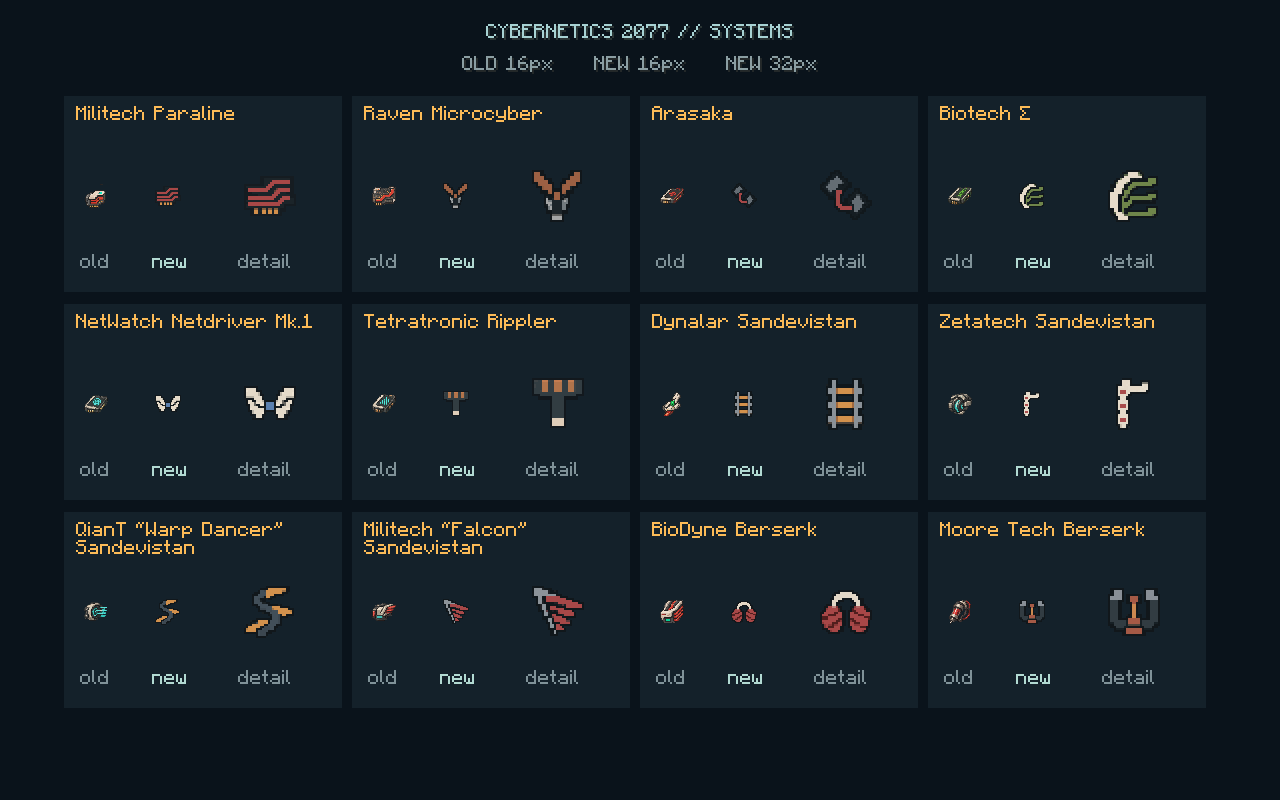 CYBERNETICS 2077 // SYSTEMS
OLD 16px NEW 16px NEW 32px
Militech Paraline
old new detail
Raven Microcyber
old new detail
Arasaka
old new detail
Biotech Σ
old new detail
NetWatch Netdriver Mk.1
old new detail
Tetratronic Rippler
old new detail
Dynalar Sandevistan
old new detail
Zetatech Sandevistan
old new detail
QianT “Warp Dancer”
Sandevistan
old new detail
Militech “Falcon”
Sandevistan
old new detail
BioDyne Berserk
old new detail
Moore Tech Berserk
old new detail